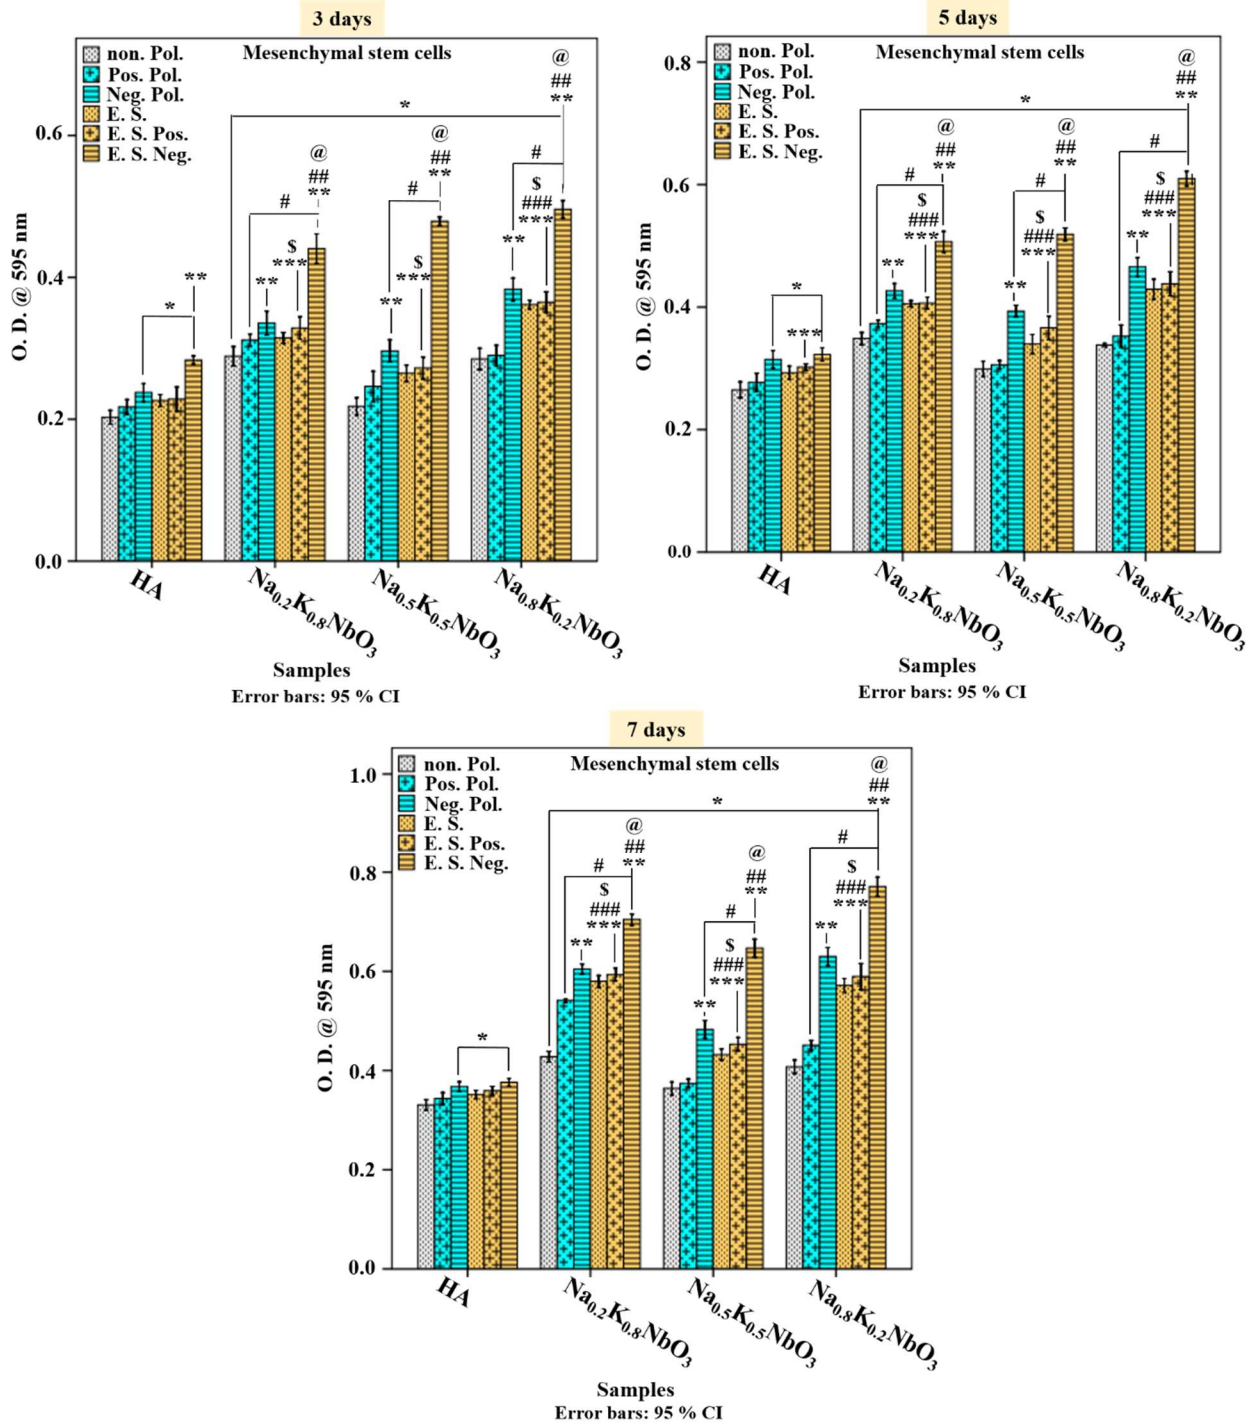 3 days
Mesenchymal stem cells
non. Pol.
Pos. Pol.
Neg. Pol.
E. S.
E. S. Pos.
E. S. Neg.
@
##
**
*
@
##
**
#
#
@
##
**
#
$
###
***
**
$
***
**
$
***
**
**
*
O. D. @ 595 nm
0.6
0.4
0.2
0.0
HA
Na0.2K0.8NbO3
Na0.5K0.5NbO3
Na0.8K0.2NbO3
Samples
Error bars: 95 % CI
5 days
Mesenchymal stem cells
non. Pol.
Pos. Pol.
Neg. Pol.
E. S.
E. S. Pos.
E. S. Neg.
@
##
**
*
@
##
**
@
##
**
#
#
#
$
###
***
**
$
###
***
**
$
###
***
**
*
***
O. D. @ 595 nm
0.8
0.6
0.4
0.2
0.0
HA
Na0.2K0.8NbO3
Na0.5K0.5NbO3
Na0.8K0.2NbO3
Samples
Error bars: 95 % CI
7 days
Mesenchymal stem cells
non. Pol.
Pos. Pol.
Neg. Pol.
E. S.
E. S. Pos.
E. S. Neg.
@
##
**
*
@
##
**
@
##
**
#
#
#
$
###
***
**
$
###
***
**
$
###
***
**
*
O. D. @ 595 nm
1.0
0.8
0.6
0.4
0.2
0.0
HA
Na0.2K0.8NbO3
Na0.5K0.5NbO3
Na0.8K0.2NbO3
Samples
Error bars: 95 % CI